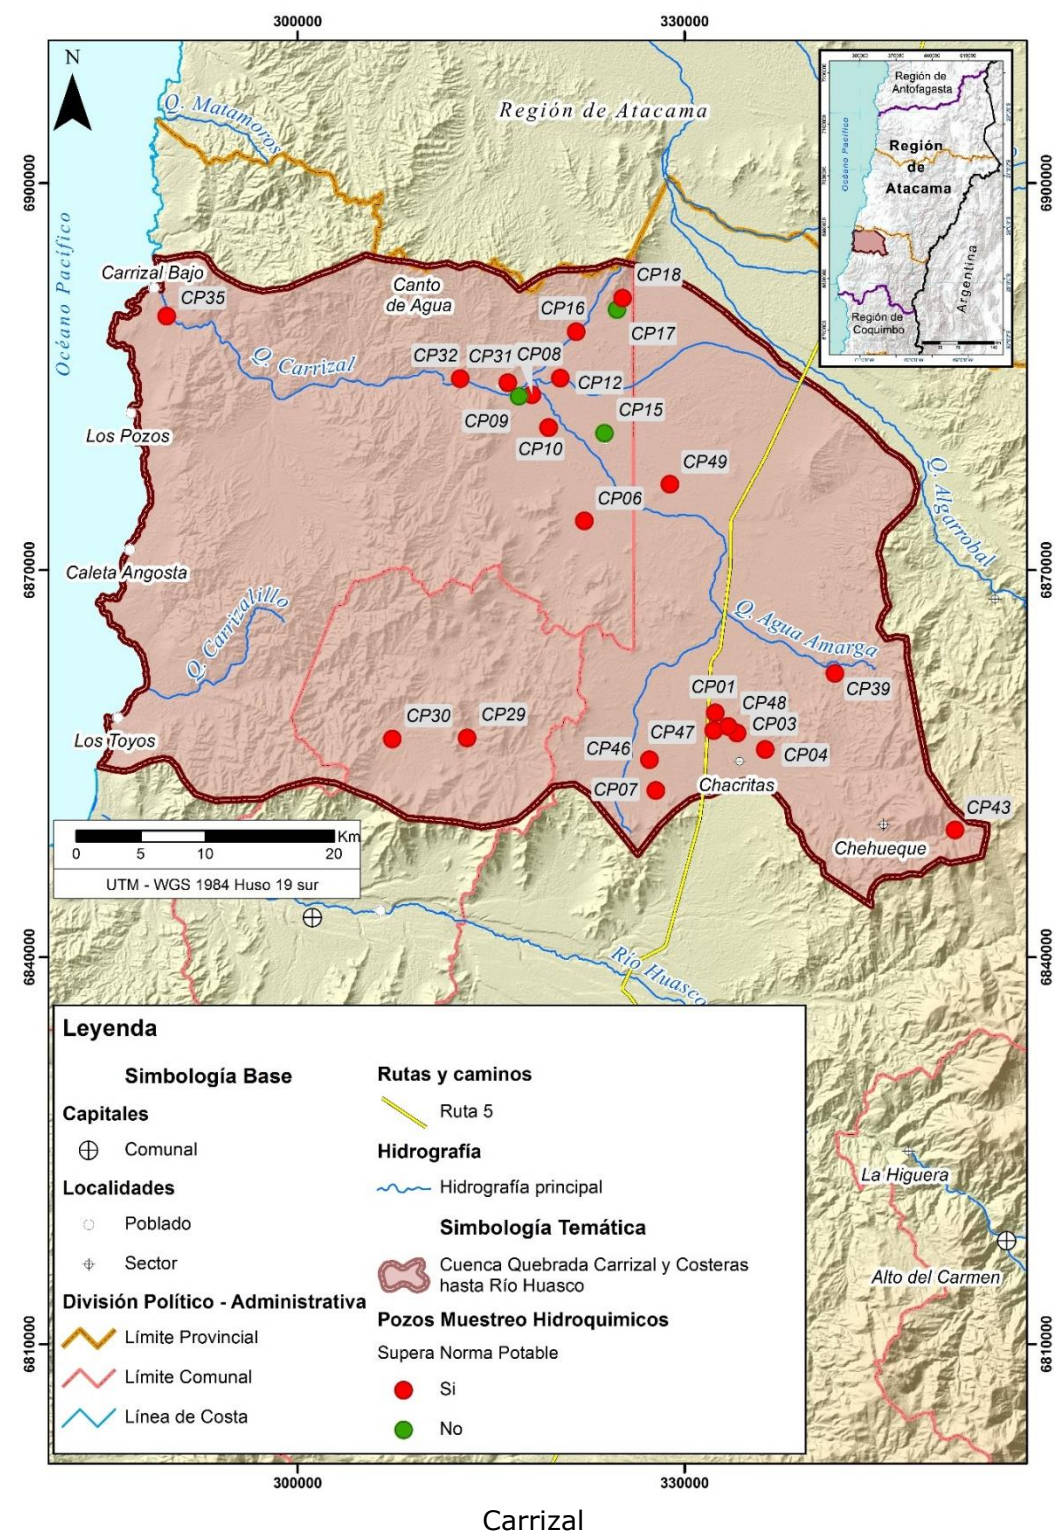 300000
330000
N
Q. Matamoros
Región de Atacama
6900000
6900000
Océano Pacífico
Región de
Antofagasta
Océano Pacífico
Región
de
Atacama
Argentina
Región de
Coquimbo
Carrizal Bajo
CP35
Canto
de Agua
CP18
CP16
CP17
Q. Carrizal
CP32
CP31
CP08
CP12
CP09
CP15
CP10
Los Pozos
CP49
CP06
Q. Algarrobal
6870000
6870000
Caleta Angosta
Q. Carrizalillo
Q. Agua Amarga
CP39
CP01
CP48
CP30
CP29
CP47
CP03
CP46
CP04
Los Toyos
CP07
Chacritas
CP43
Chehueque
Km
0 5 10 20
UTM - WGS 1984 Huso 19 sur
6840000
6840000
Río Huasco
Leyenda
Simbología Base
Capitales
Comunal
Localidades
Poblado
Sector
División Político - Administrativa
Límite Provincial
Límite Comunal
Línea de Costa
Rutas y caminos
Ruta 5
Hidrografía
Hidrografía principal
Simbología Temática
Cuenca Quebrada Carrizal y Costeras
hasta Río Huasco
Pozos Muestreo Hidroquimicos
Supera Norma Potable
Si
No
La Higuera
Alto del Carmen
6810000
6810000
300000
330000
Carrizal